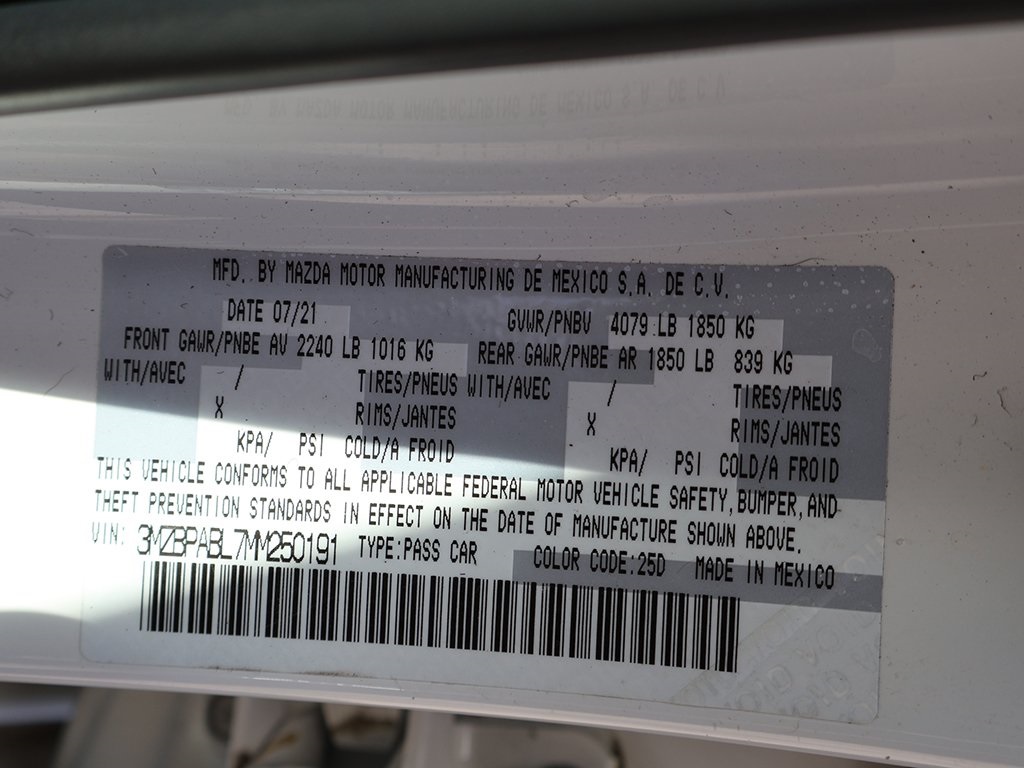 MFD. BY MAZDA MOTOR MANUFACTURING DE MEXICO S.A. DE C.V.
DATE 07/21 GVWR/PNBV 4079 LB 1850 KG
FRONT GAWR/PNBE AV 2240 LB 1016 KG REAR GAWR/PNBE AR 1850 LB 839 KG
WITH/AVEC / TIRES/PNEUS WITH/AVEC / TIRES/PNEUS
X RIMS/JANTES X RIMS/JANTES
KPA/ PSI COLD/A FROID KPA/ PSI COLD/A FROID
THIS VEHICLE CONFORMS TO ALL APPLICABLE FEDERAL MOTOR VEHICLE SAFETY, BUMPER, AND
THEFT PREVENTION STANDARDS IN EFFECT ON THE DATE OF MANUFACTURE SHOWN ABOVE.
VIN: 3MZBPABL7MM250191 TYPE:PASS CAR COLOR CODE:25D MADE IN MEXICO